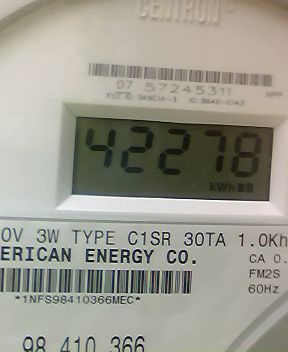 CENTRON®
07 57245311
42278
kWh
0V 3W TYPE C1SR 30TA 1.0Kh
ERICAN ENERGY CO.
CA 0.
FM2S
*1NFS98410366MEC*
60Hz
98 410 366